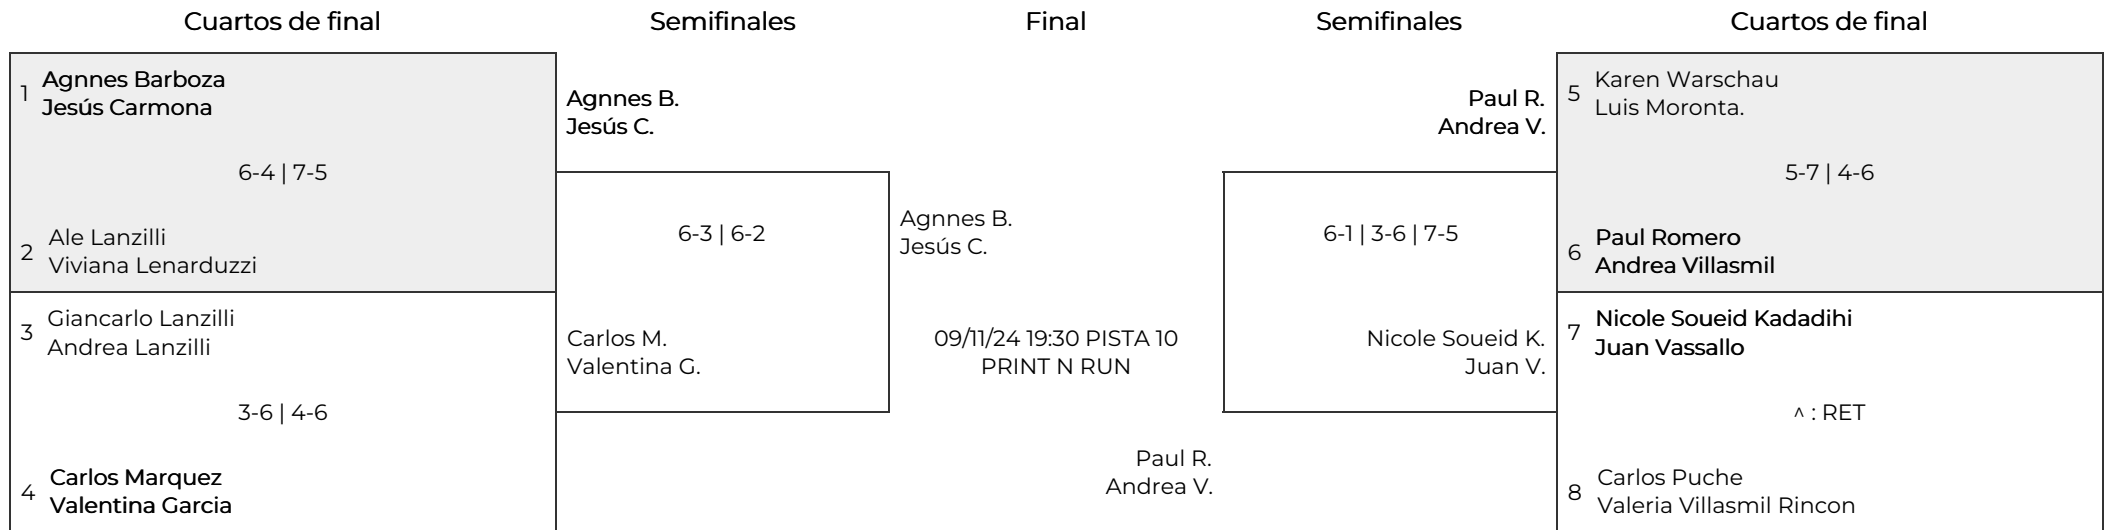 Cuartos de final
Semifinales
Final
Semifinales
Cuartos de final
1
Agnnes Barboza
Jesús Carmona
6-4 | 7-5
2
Ale Lanzilli
Viviana Lenarduzzi
3
Giancarlo Lanzilli
Andrea Lanzilli
3-6 | 4-6
4
Carlos Marquez
Valentina Garcia
Agnnes B.
Jesús C.
6-3 | 6-2
Carlos M.
Valentina G.
Agnnes B.
Jesús C.
09/11/24 19:30 PISTA 10
PRINT N RUN
Paul R.
Andrea V.
Paul R.
Andrea V.
6-1 | 3-6 | 7-5
Nicole Soueid K.
Juan V.
5
Karen Warschau
Luis Moronta.
5-7 | 4-6
6
Paul Romero
Andrea Villasmil
7
Nicole Soueid Kadadihi
Juan Vassallo
^ : RET
8
Carlos Puche
Valeria Villasmil Rincon